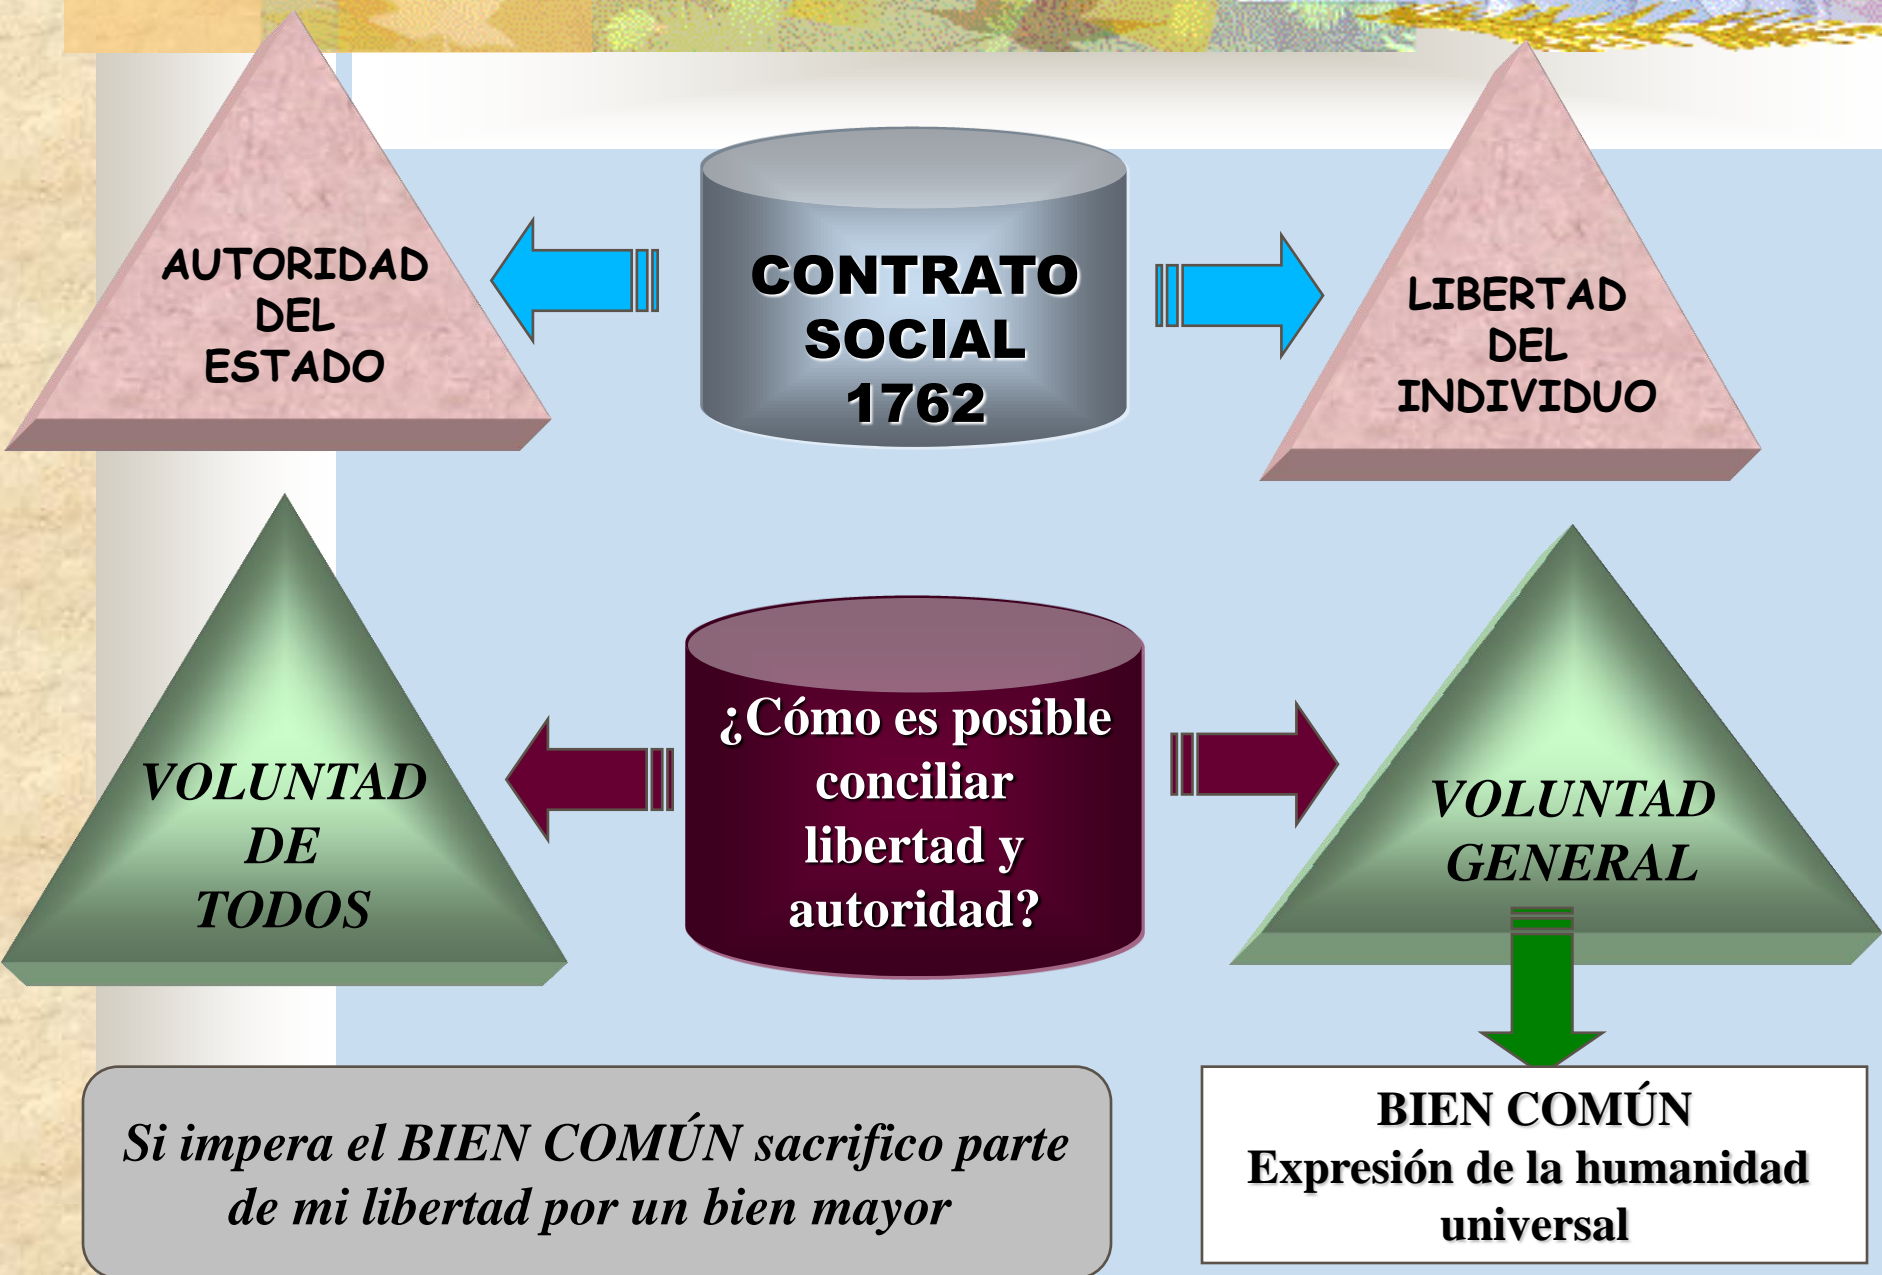 AUTORIDAD
DEL
ESTADO
CONTRATO
SOCIAL
1762
LIBERTAD
DEL
INDIVIDUO
VOLUNTAD
DE
TODOS
¿Cómo es posible
conciliar
libertad y
autoridad?
VOLUNTAD
GENERAL
Si impera el BIEN COMÚN sacrifico parte
de mi libertad por un bien mayor
BIEN COMÚN
Expresión de la humanidad
universal